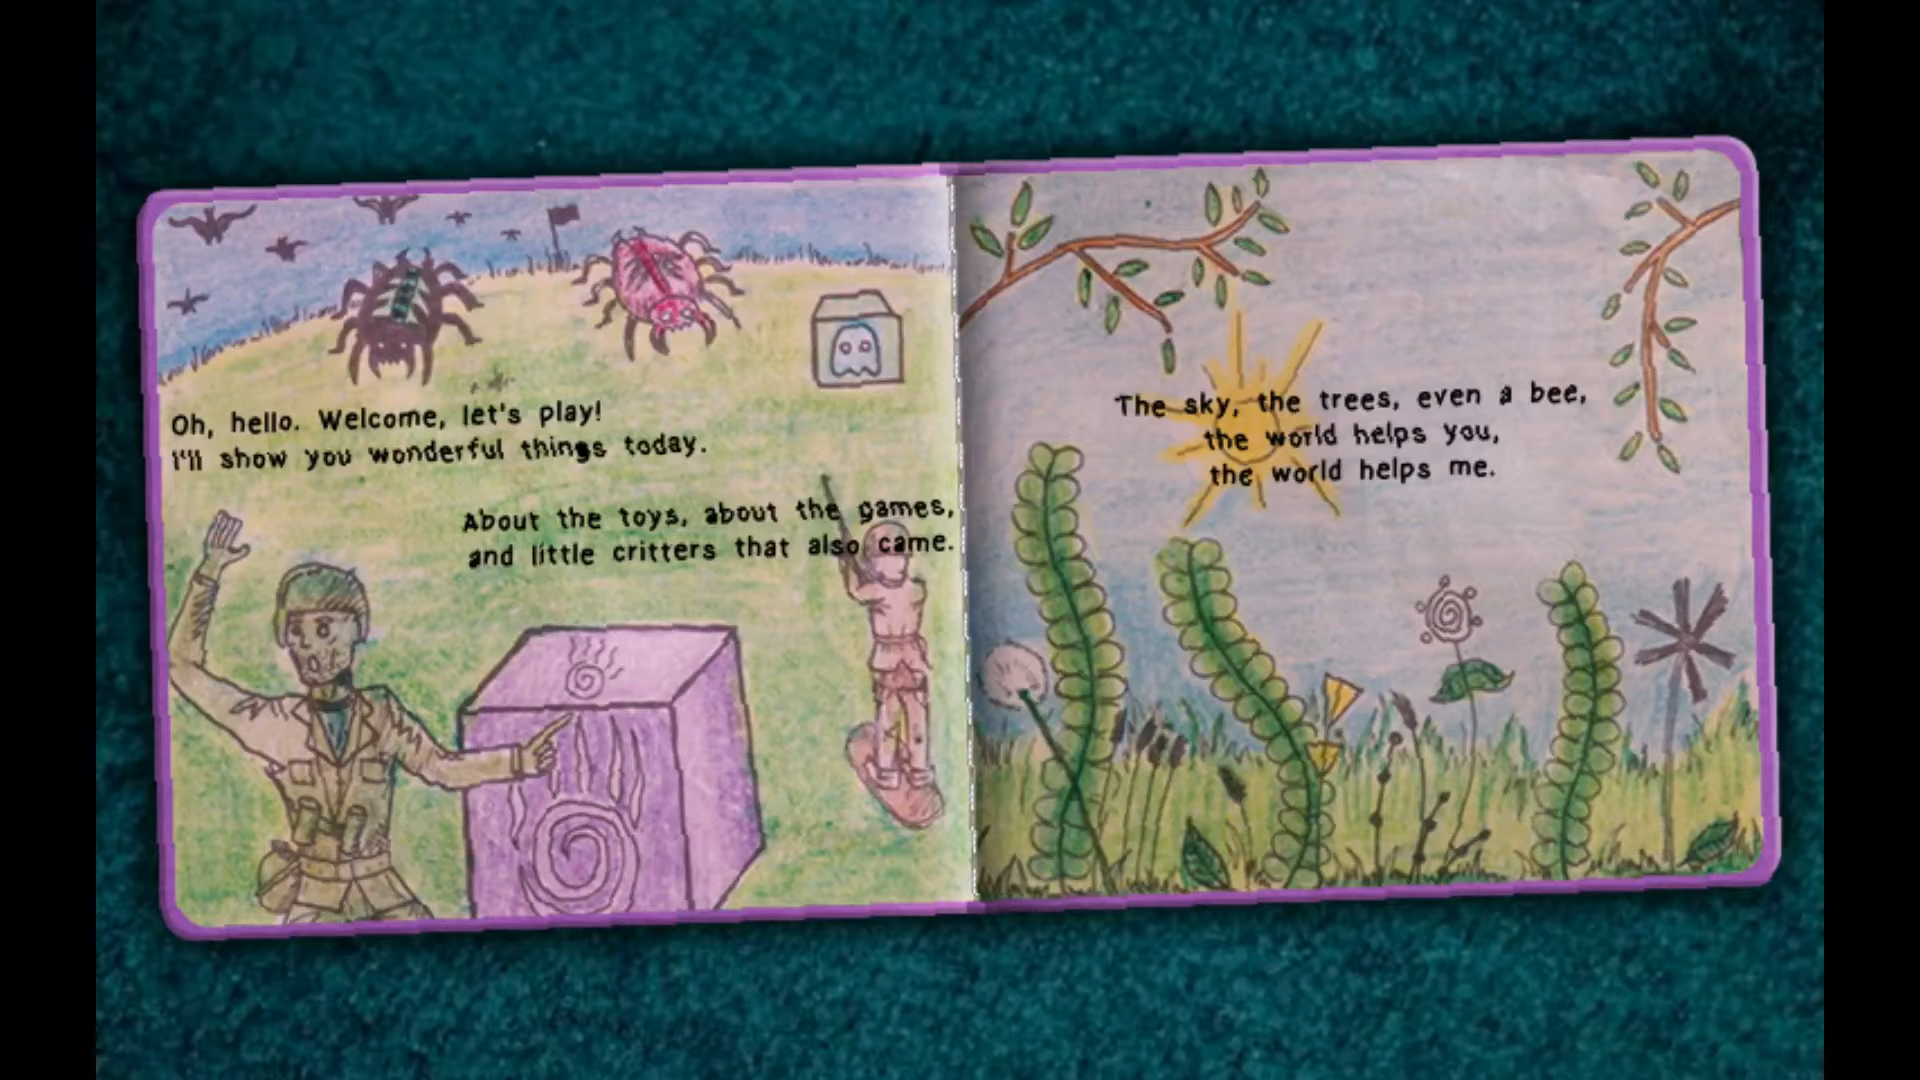 Oh, hello. Welcome, let's play!
I'll show you wonderful things today.
About the toys, about the games,
and little critters that also came.
The sky, the trees, even a bee,
the world helps you,
the world helps me.